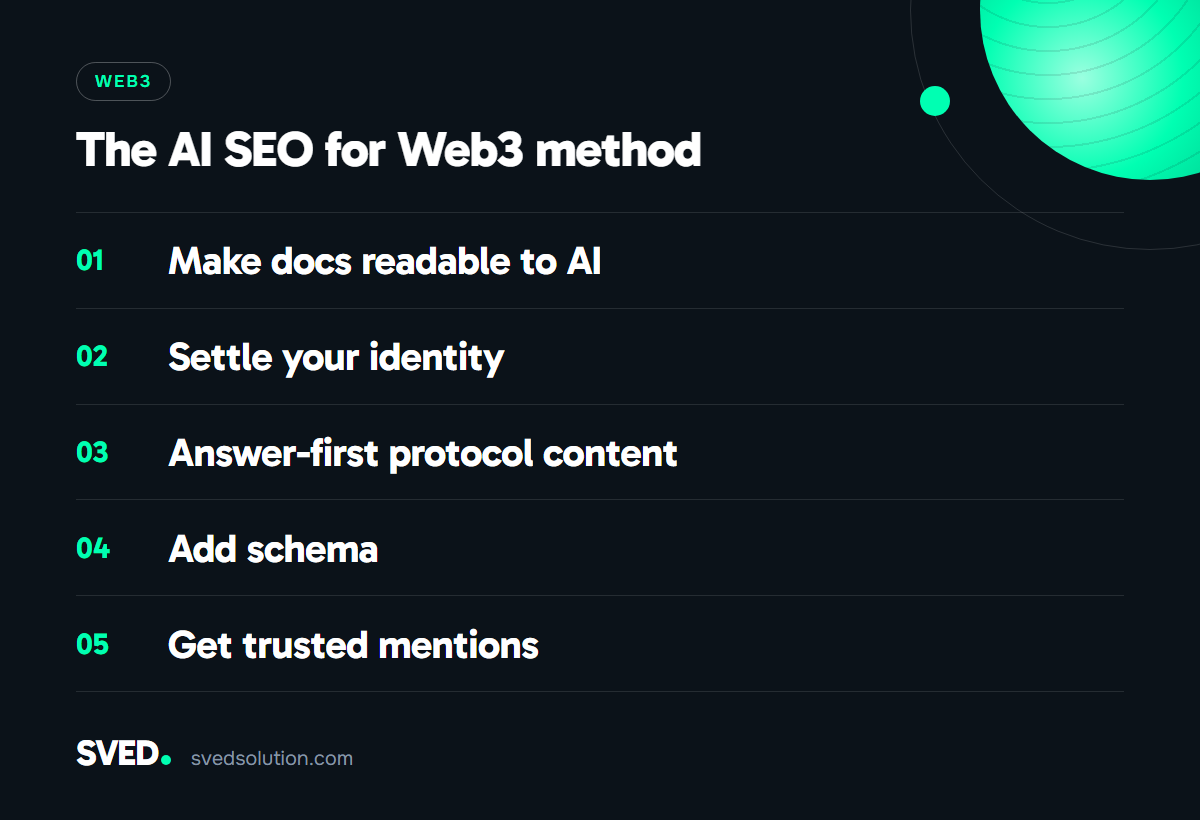 WEB3
The AI SEO for Web3 method
01 Make docs readable to AI
02 Settle your identity
03 Answer-first protocol content
04 Add schema
05 Get trusted mentions
SVED. svedsolution.com